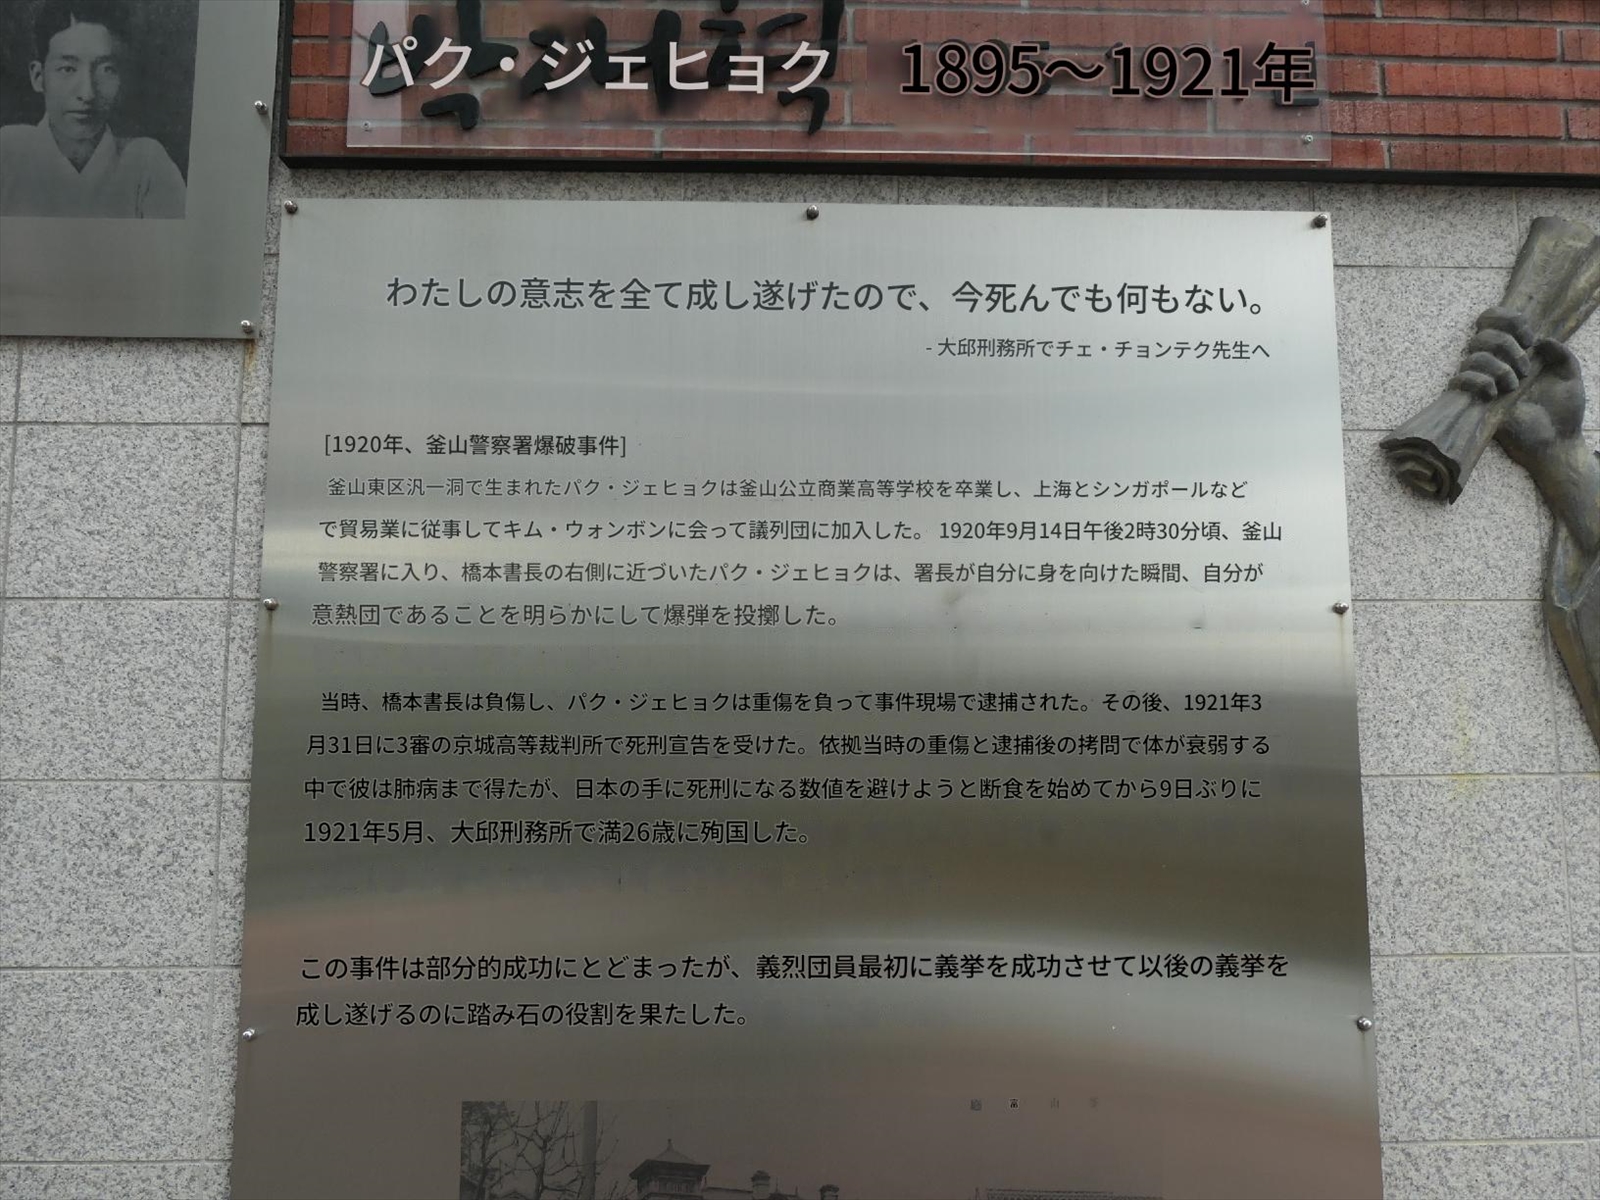 パク・ジェヒョク 1895～1921年
わたしの意志を全て成し遂げたので、今死んでも何もない。
- 大邱刑務所でチェ・チョンテク先生へ
[1920年、釜山警察署爆破事件]
釜山東区汎一洞で生まれたパク・ジェヒョクは釜山公立商業高等学校を卒業し、上海とシンガポールなど
で貿易業に従事してキム・ウォンボンに会って議列団に加入した。 1920年9月14日午後2時30分頃、釜山
警察署に入り、橋本書長の右側に近づいたパク・ジェヒョクは、署長が自分に身を向けた瞬間、自分が
意熱団であることを明らかにして爆弾を投擲した。
当時、橋本書長は負傷し、パク・ジェヒョクは重傷を負って事件現場で逮捕された。その後、1921年3
月31日に3審の京城高等裁判所で死刑宣告を受けた。依拠当時の重傷と逮捕後の拷問で体が衰弱する
中で彼は肺病まで得たが、日本の手に死刑になる数値を避けようと断食を始めてから9日ぶりに
1921年5月、大邱刑務所で満26歳に殉国した。
この事件は部分的成功にとどまったが、義烈団員最初に義挙を成功させて以後の義挙を
成し遂げるのに踏み石の役割を果たした。
富 山